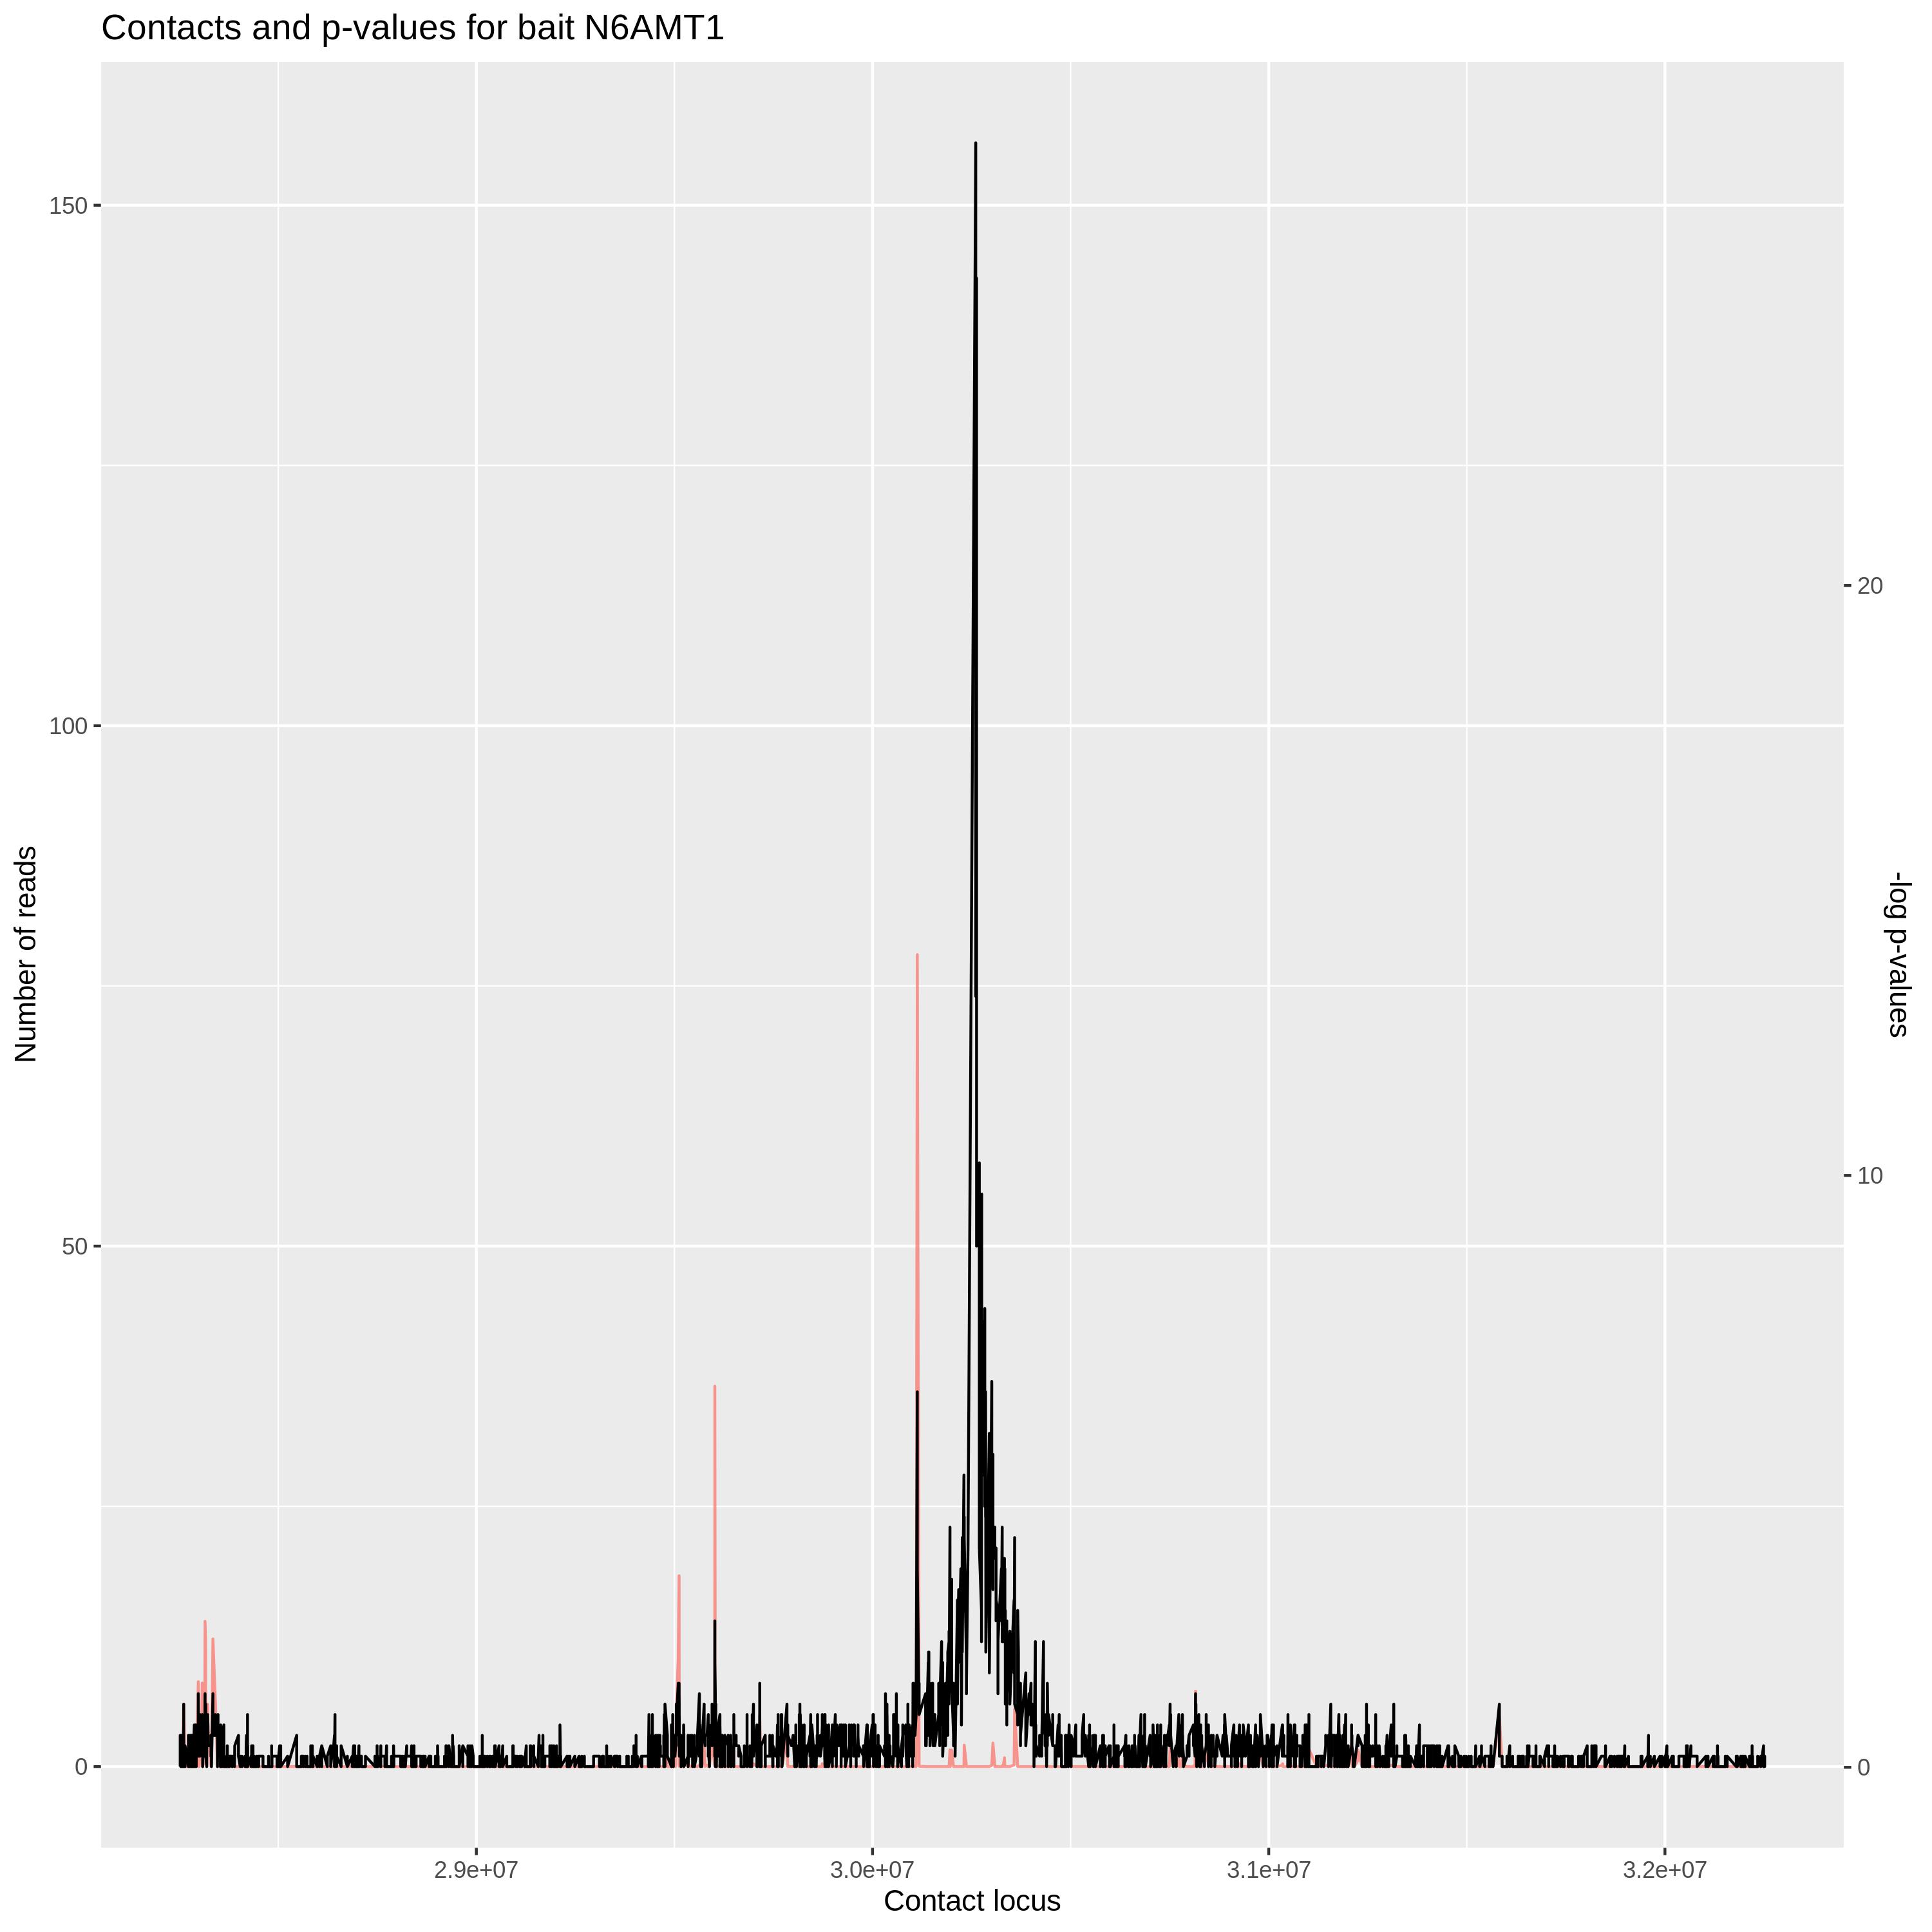 Contacts and p-values for bait N6AMT1
150
100
50
0
Number of reads
20
10
0
-log p-values
2.9e+07
3.0e+07
3.1e+07
3.2e+07
Contact locus